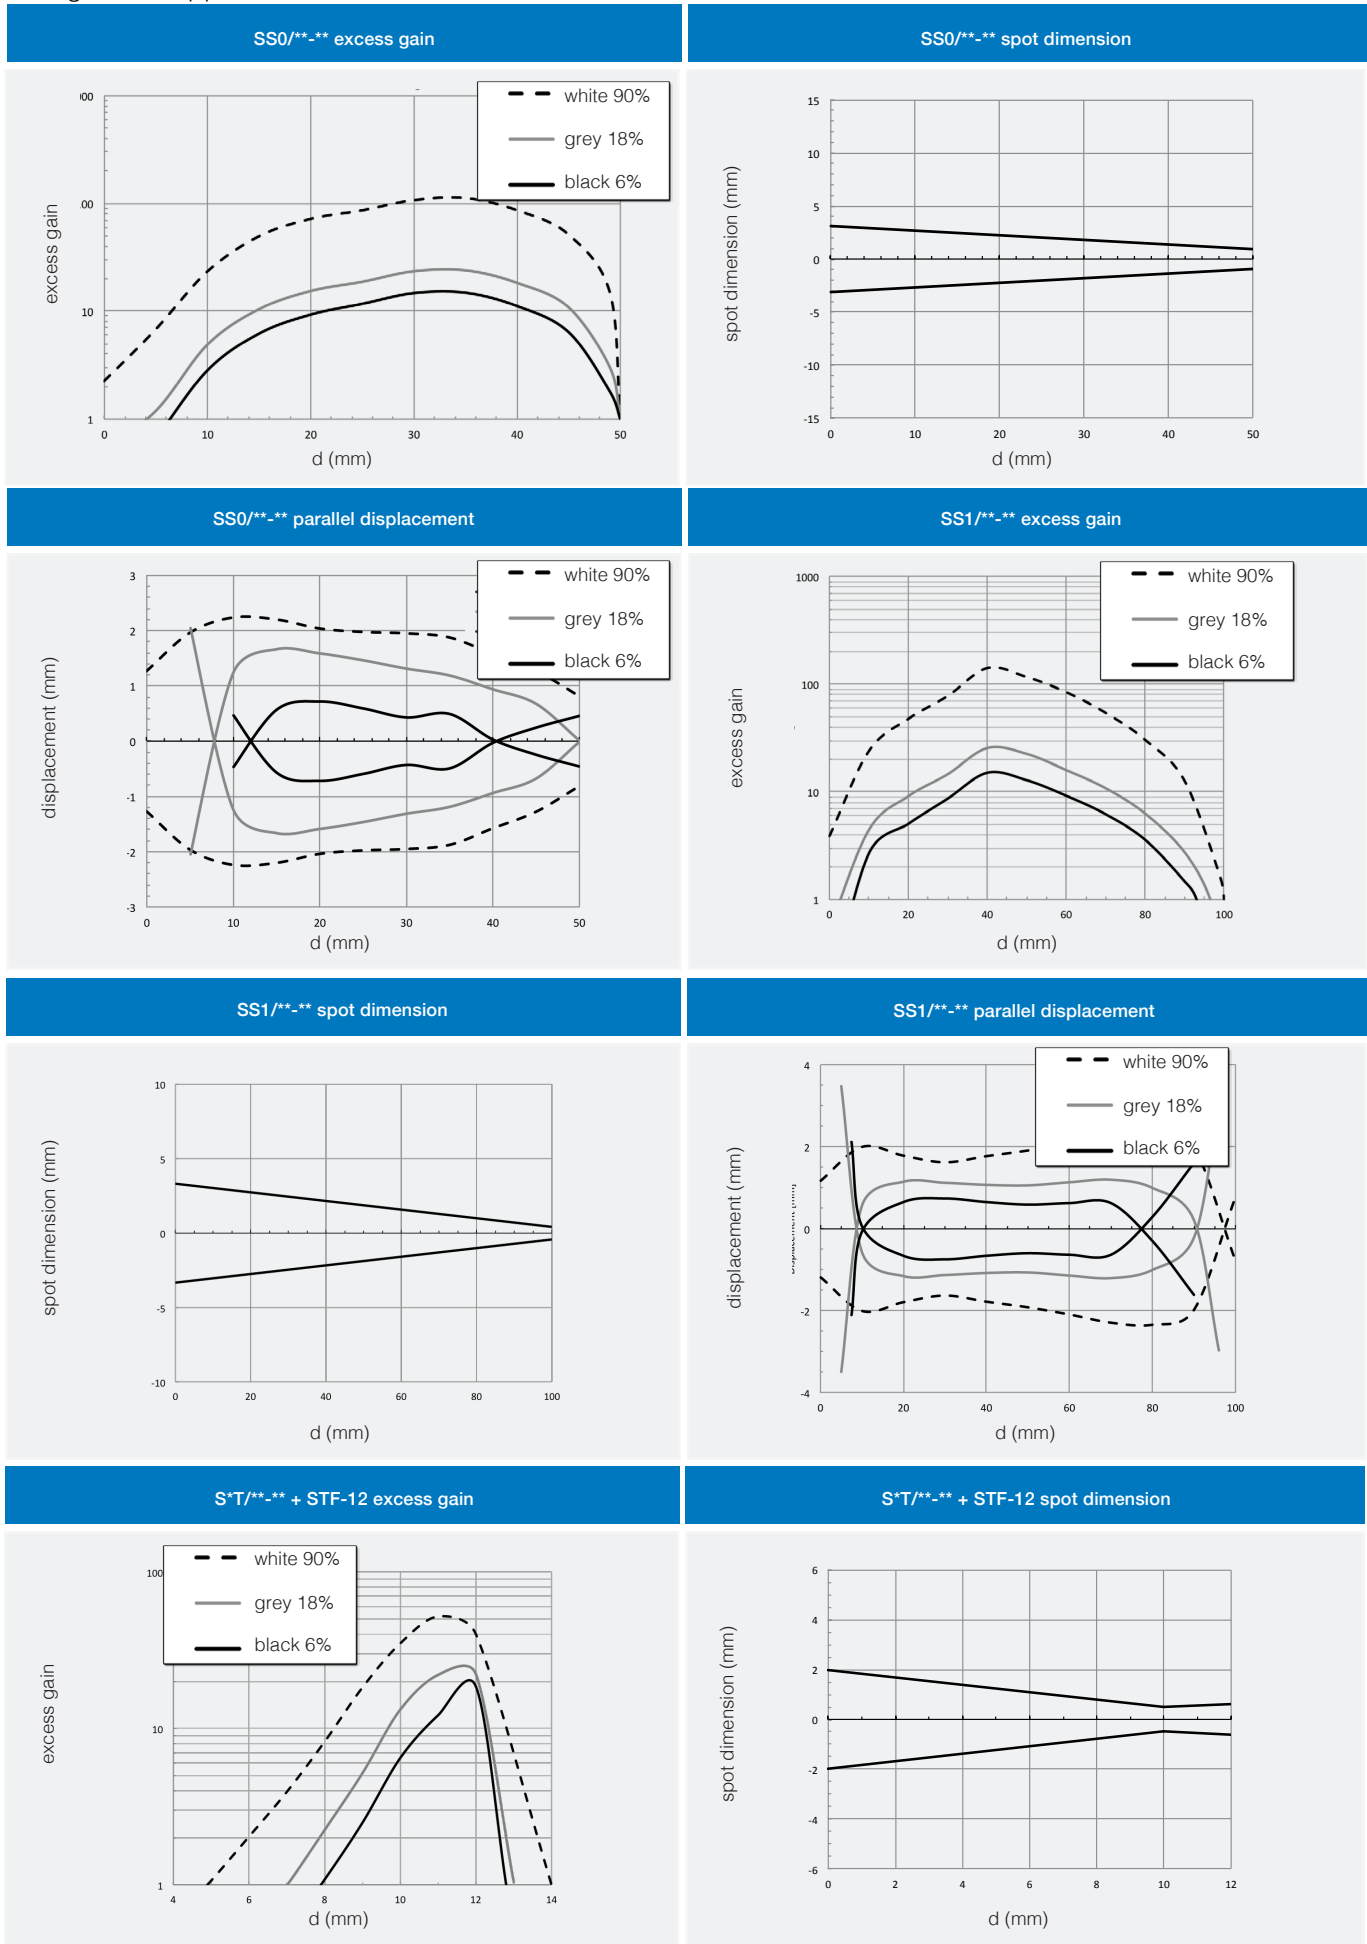 SS0/**-** excess gain
SS0/**-** spot dimension
white 90%
grey 18%
black 6%
excess gain
10
1
0 10 20 30 40 50
d (mm)
spot dimension (mm)
15
10
5
0
-5
-10
-15
0 10 20 30 40 50
d (mm)
SS0/**-** parallel displacement
SS1/**-** excess gain
white 90%
grey 18%
black 6%
displacement (mm)
3
2
1
0
-1
-2
-3
0 10 20 30 40 50
d (mm)
white 90%
grey 18%
black 6%
excess gain
1000
100
10
1
0 20 40 60 80 100
d (mm)
SS1/**-** spot dimension
SS1/**-** parallel displacement
spot dimension (mm)
10
5
0
-5
-10
0 20 40 60 80 100
d (mm)
white 90%
grey 18%
black 6%
displacement (mm)
4
2
0
-2
-4
0 20 40 60 80 100
d (mm)
S*T/**-** + STF-12 excess gain
S*T/**-** + STF-12 spot dimension
white 90%
grey 18%
black 6%
excess gain
100
10
1
4 6 8 10 12 14
d (mm)
spot dimension (mm)
6
4
2
0
-2
-4
-6
0 2 4 6 8 10 12
d (mm)